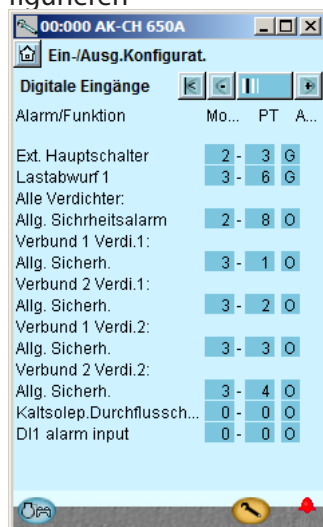 figurieren
00:000 AK-CH 650A
Ein-/Ausg.Konfigurat.
Digitale Eingänge
Alarm/Funktion Mo... PT A...
Ext. Hauptschalter 2 - 3 G
Lastabwurf 1 3 - 6 G
Alle Verdichter:
Allg. Sichrheitsalarm 2 - 8 O
Verbund 1 Verdi.1:
Allg. Sicherh. 3 - 1 O
Verbund 2 Verdi.1:
Allg. Sicherh. 3 - 2 O
Verbund 1 Verdi.2:
Allg. Sicherh. 3 - 3 O
Verbund 2 Verdi.2:
Allg. Sicherh. 3 - 4 O
Kaltsolep.Durchflussch... 0 - 0 O
DI1 alarm input 0 - 0 O